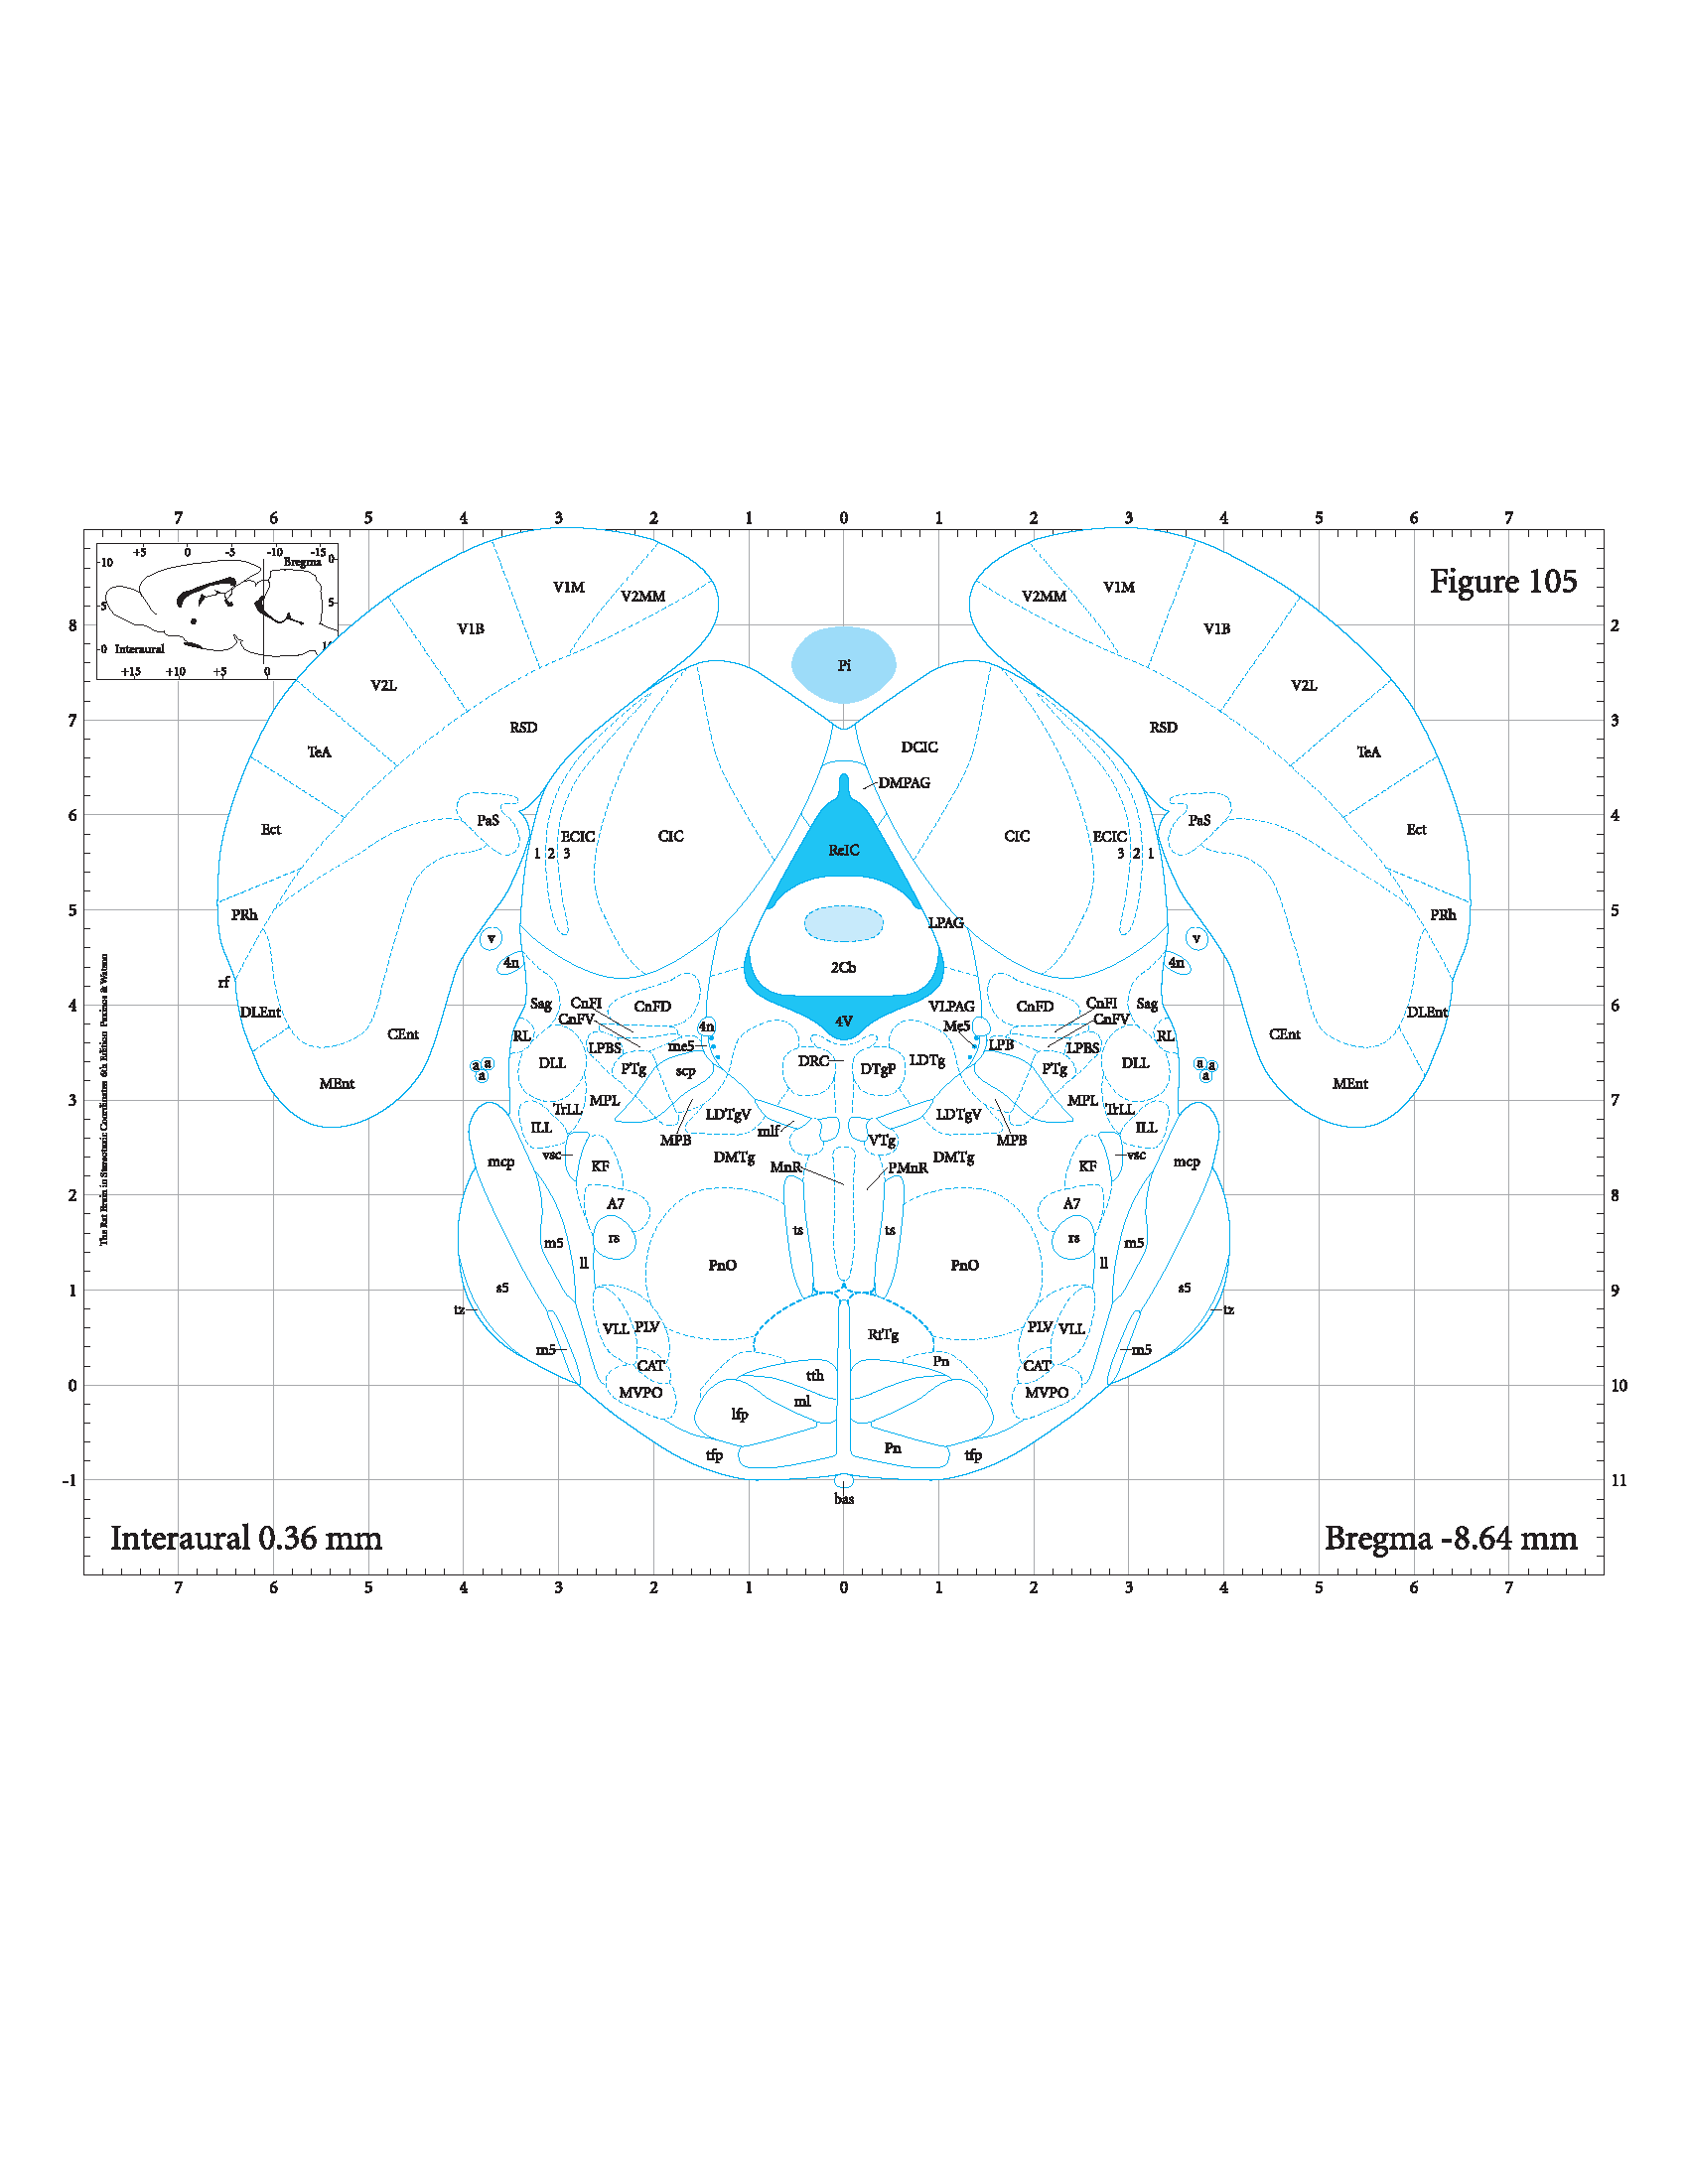 7 6 5 4 3 2 1 0 1 2 3 4 5 6 7
+5 0 -5 -10 -15
10 Bregma 0
-5 5
-0 Interaural
+15 +10 +5 0
Figure 105
V1M V2MM V2MM V1M
8 V1B V1B 2
Pi
V2L V2L
7 RSD DCIC RSD 3
TeA TeA
DMPAG
6 PaS PaS 4
Ect ECIC CIC CIC ECIC Ect
1 2 3 ReIC 3 2 1
5 PRh LPAG PRh 5
v v
4n 2Cb 4n
rf
The Rat Brain in Stereotaxic Coordinates 6th Edition Paxinos & Watson
4 DLEnt Sag CnFI CnFD VLPAG CnFD CnFI Sag DLEnt 6
CnFV 4n 4V Me5 CnFV
CEnt RL LPBS me5 LPB LPBS RL CEnt
a a DLL PTg scp DRC DTgP LDTg PTg DLL a a
a a
MEnt MEnt
3 TrLL MPL LDTgV LDTgV MPL TrLL 7
ILL MPB mlf VTg MPB ILL
mcp vsc KF DMTg MnR PMnR DMTg KF vsc mcp
2 A7 A7 8
m5 rs ts ts rs m5
ll PnO PnO ll
1 s5 s5 9
tz tz
VLL PLV RtTg PLV VLL
m5 CAT Pn CAT m5
0 MVPO tth MVPO 10
ml
lfp
tfp Pn tfp
-1 11
bas
Interaural 0.36 mm Bregma -8.64 mm
7 6 5 4 3 2 1 0 1 2 3 4 5 6 7